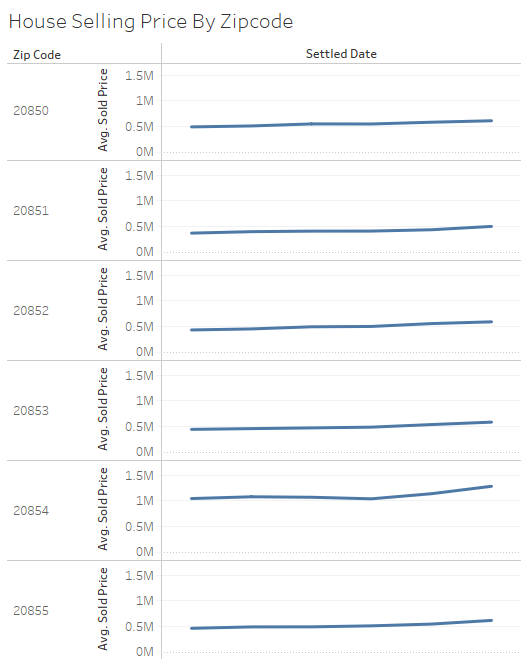 House Selling Price By Zipcode
Zip Code
Settled Date
20850
Avg. Sold Price
1.5M
1M
0.5M
0M
20851
Avg. Sold Price
1.5M
1M
0.5M
0M
20852
Avg. Sold Price
1.5M
1M
0.5M
0M
20853
Avg. Sold Price
1.5M
1M
0.5M
0M
20854
Avg. Sold Price
1.5M
1M
0.5M
0M
20855
Avg. Sold Price
1.5M
1M
0.5M
0M